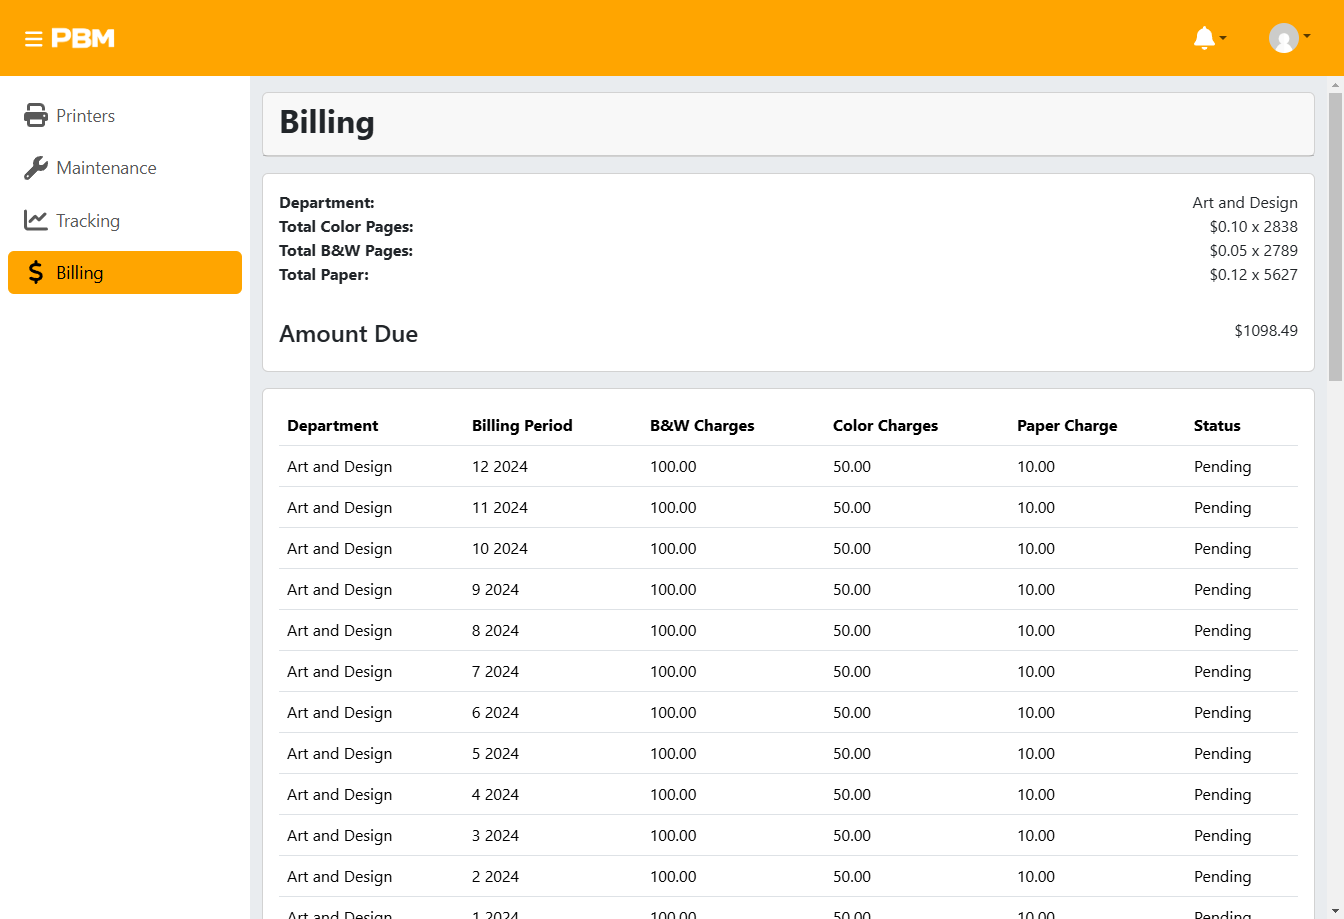 PBM
Printers
Maintenance
Tracking
Billing
Billing
Department: Art and Design
Total Color Pages: $0.10 x 2838
Total B&W Pages: $0.05 x 2789
Total Paper: $0.12 x 5627
Amount Due $1098.49
Department Billing Period B&W Charges Color Charges Paper Charge Status
Art and Design 12 2024 100.00 50.00 10.00 Pending
Art and Design 11 2024 100.00 50.00 10.00 Pending
Art and Design 10 2024 100.00 50.00 10.00 Pending
Art and Design 9 2024 100.00 50.00 10.00 Pending
Art and Design 8 2024 100.00 50.00 10.00 Pending
Art and Design 7 2024 100.00 50.00 10.00 Pending
Art and Design 6 2024 100.00 50.00 10.00 Pending
Art and Design 5 2024 100.00 50.00 10.00 Pending
Art and Design 4 2024 100.00 50.00 10.00 Pending
Art and Design 3 2024 100.00 50.00 10.00 Pending
Art and Design 2 2024 100.00 50.00 10.00 Pending
Art and Design 1 2024 100.00 50.00 10.00 Pending